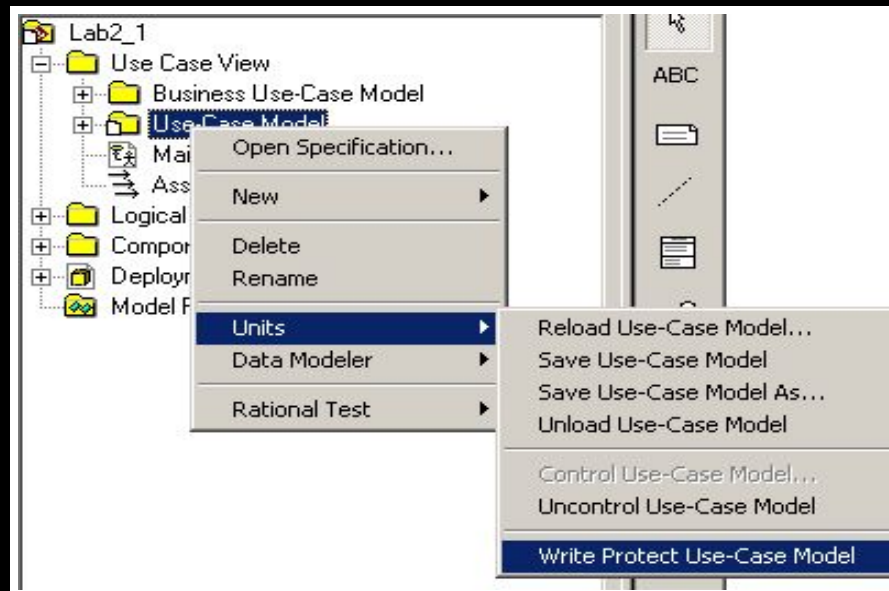 Lab2_1
Use Case View
ABC
Business Use-Case Model
Use-Case Model
Open Specification...
New
Logical
Delete
Rename
Model
Units
Data Modeler
Rational Test
Reload Use-Case Model...
Save Use-Case Model
Save Use-Case Model As...
Unload Use-Case Model
Control Use-Case Model...
Uncontrol Use-Case Model
Write Protect Use-Case Model